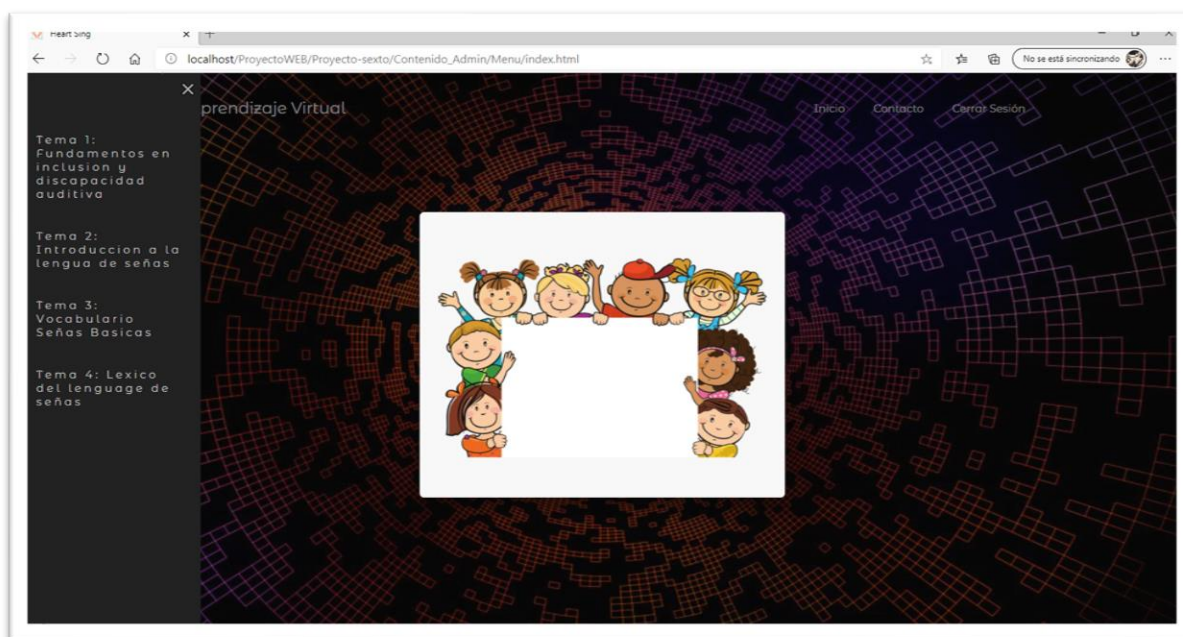 Heart Sing
localhost/ProyectoWEB/Proyecto-sexto/Contenido_Admin/Menu/index.html
No se está sincronizando
prendizaje Virtual
Inicio Contacto Cerrar Sesión
Tema 1:
Fundamentos en
inclusion y
discapacidad
auditiva
Tema 2:
Introduccion a la
lengua de señas
Tema 3:
Vocabulario
Señas Basicas
Tema 4: Lexico
del lenguage de
señas